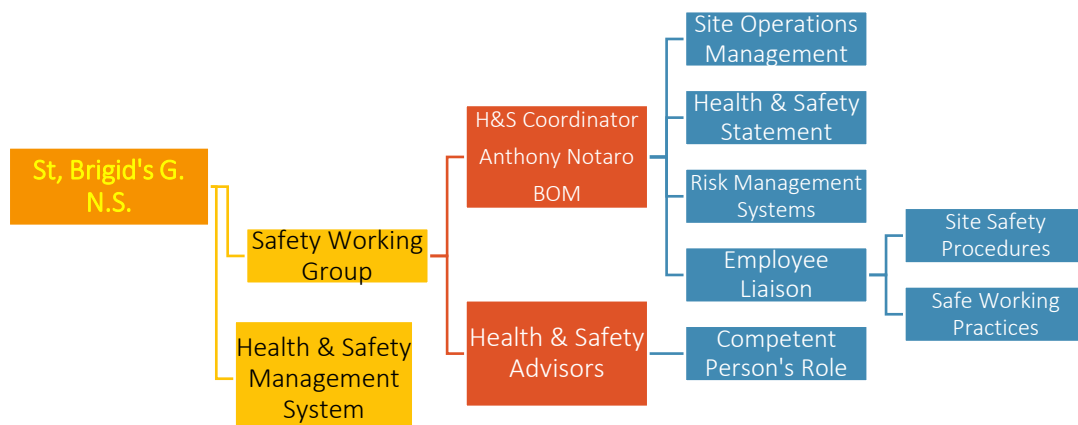 St, Brigid's G.
N.S.
Safety Working
Group
Health & Safety
Management
System
H&S Coordinator
Anthony Notaro
BOM
Health & Safety
Advisors
Site Operations
Management
Health & Safety
Statement
Risk Management
Systems
Employee
Liaison
Competent
Person's Role
Site Safety
Procedures
Safe Working
Practices